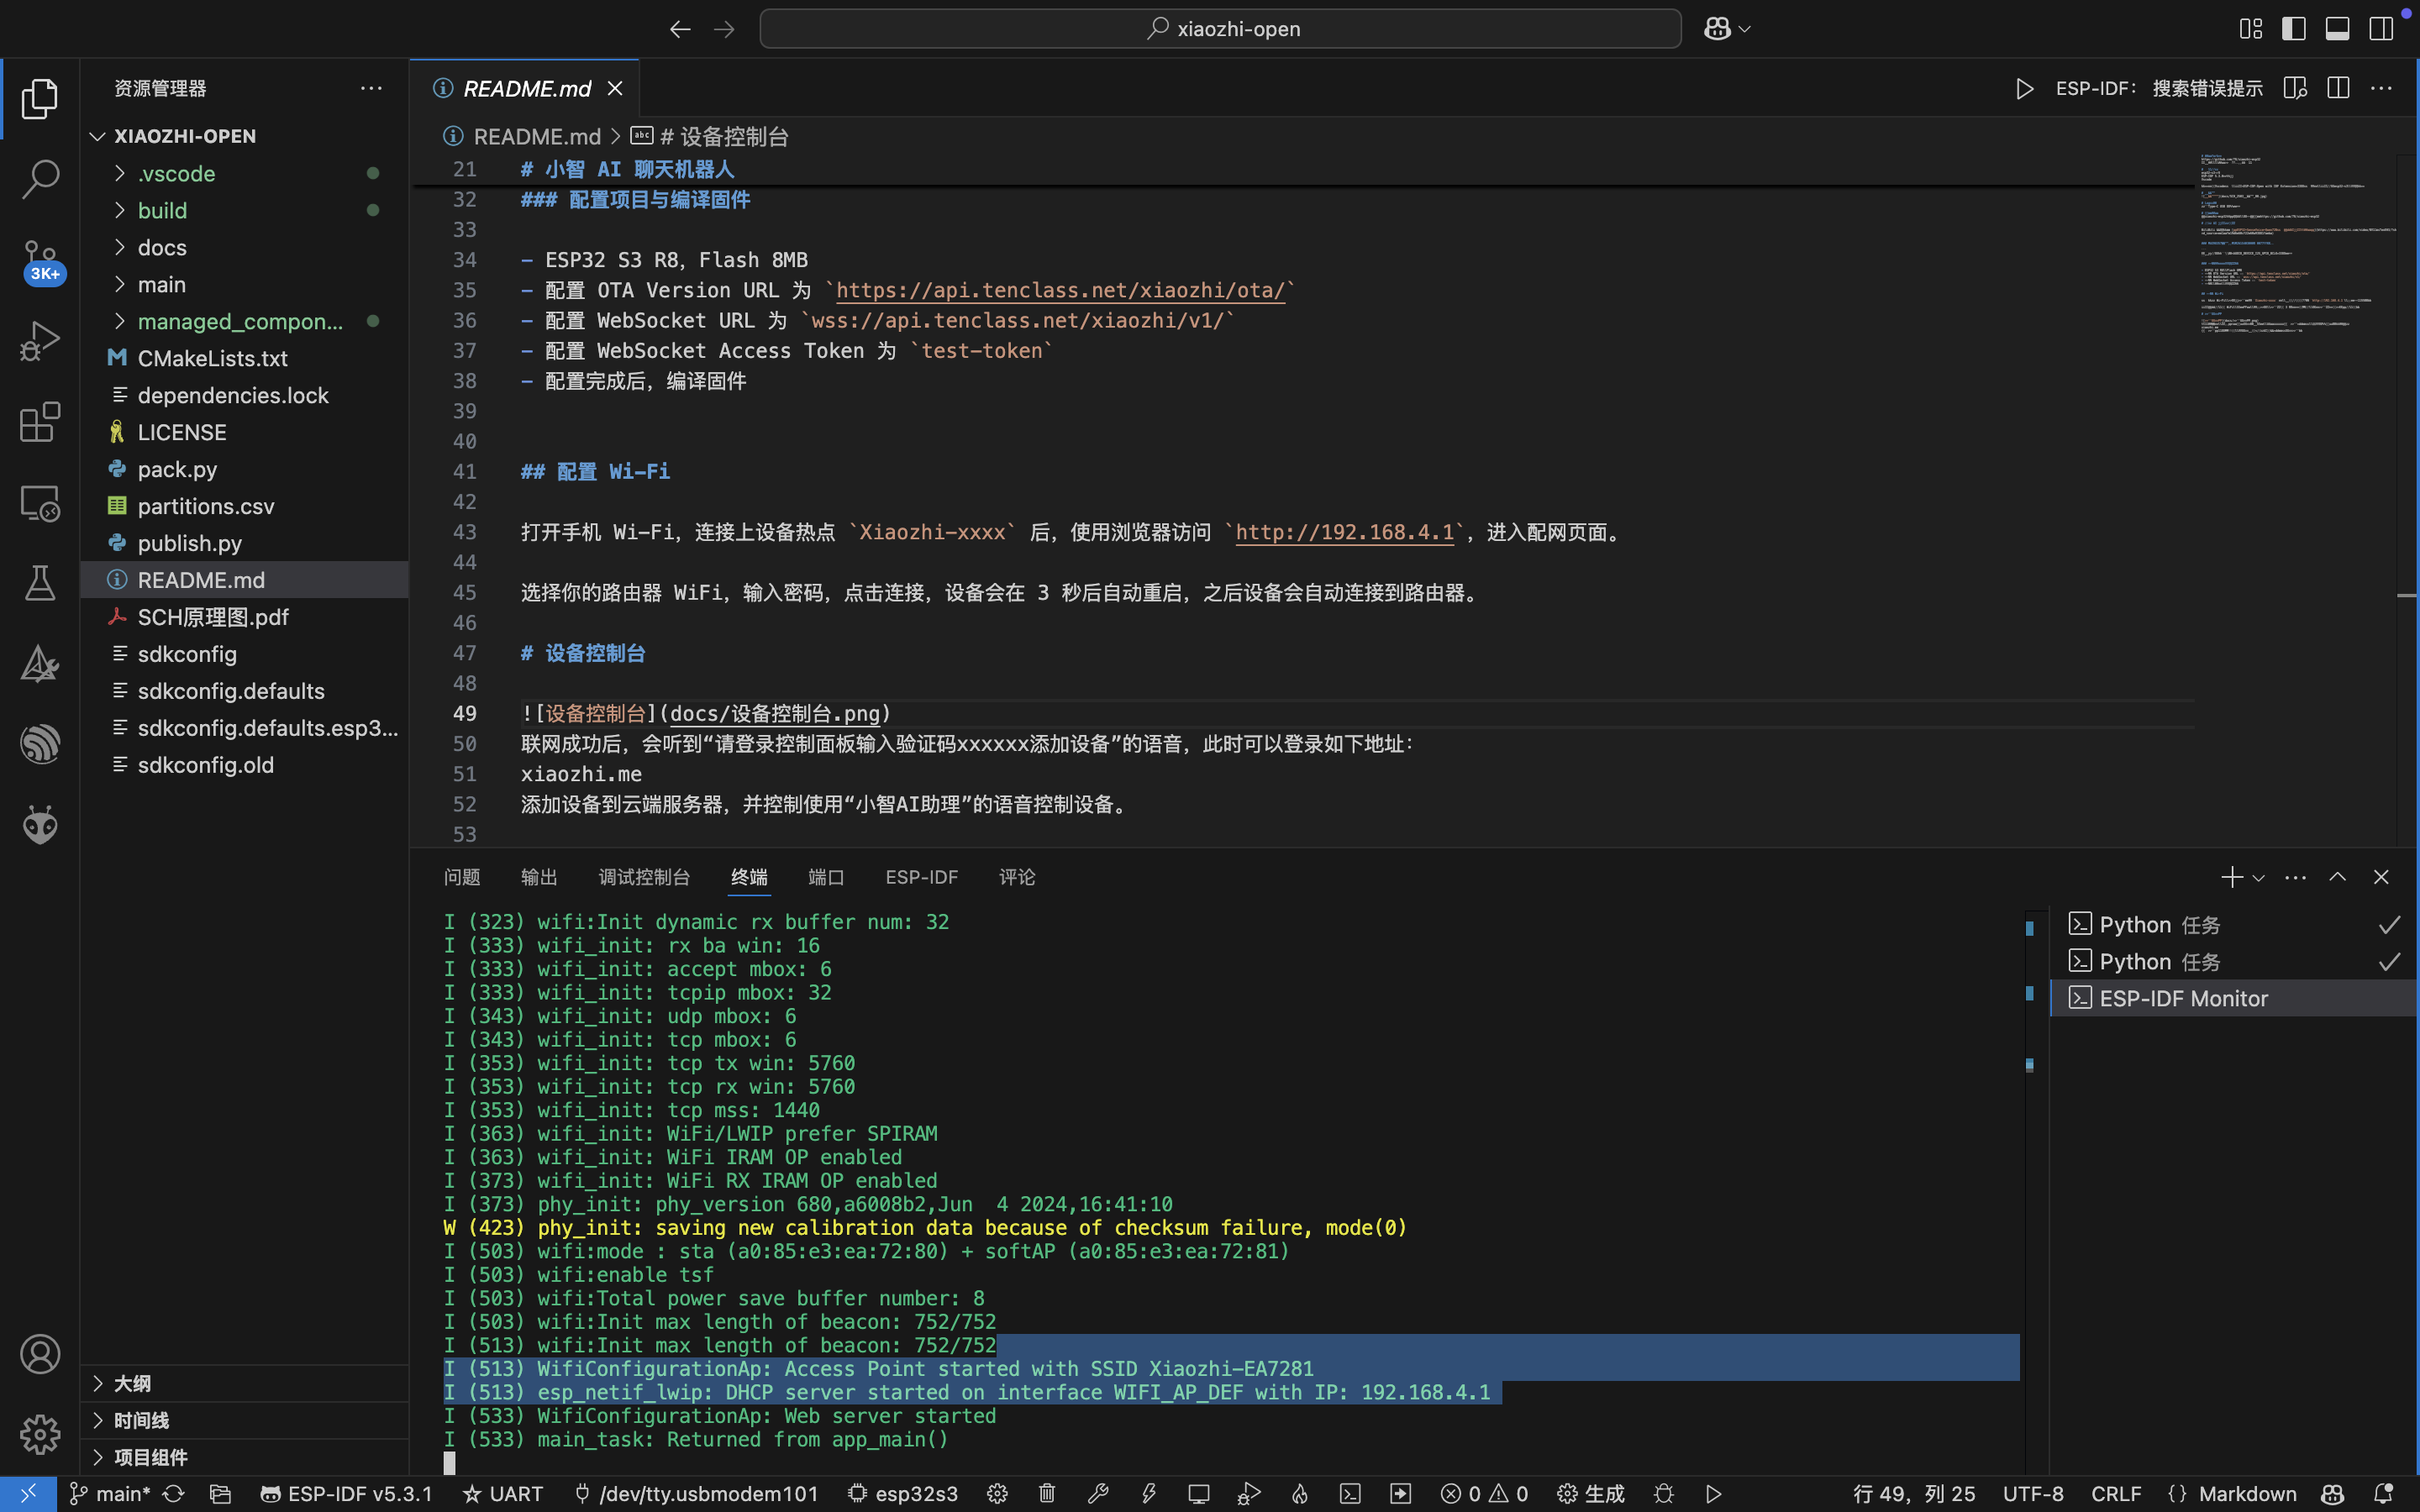 xiaozhi-open
资源管理器
XIAOZHI-OPEN
.vscode
build
docs
main
managed_compon...
CMakeLists.txt
dependencies.lock
LICENSE
pack.py
partitions.csv
publish.py
README.md
SCH原理图.pdf
sdkconfig
sdkconfig.defaults
sdkconfig.defaults.esp3...
sdkconfig.old
大纲
时间线
项目组件
3K+
README.md
ESP-IDF: 搜索错误提示
README.md > # 设备控制台
21 # 小智 AI 聊天机器人
32 ### 配置项目与编译固件
33
34 - ESP32 S3 R8，Flash 8MB
35 - 配置 OTA Version URL 为 `https://api.tenclass.net/xiaozhi/ota/`
36 - 配置 WebSocket URL 为 `wss://api.tenclass.net/xiaozhi/v1/`
37 - 配置 WebSocket Access Token 为 `test-token`
38 - 配置完成后，编译固件
39
40
41 ## 配置 Wi-Fi
42
43 打开手机 Wi-Fi，连接上设备热点 `Xiaozhi-xxxx` 后，使用浏览器访问 `http://192.168.4.1`，进入配网页面。
44
45 选择你的路由器 WiFi，输入密码，点击连接，设备会在 3 秒后自动重启，之后设备会自动连接到路由器。
46
47 # 设备控制台
48
49 ![设备控制台](docs/设备控制台.png)
50 联网成功后，会听到“请登录控制面板输入验证码xxxxxx添加设备”的语音，此时可以登录如下地址：
51 xiaozhi.me
52 添加设备到云端服务器，并控制使用“小智AI助理”的语音控制设备。
53
问题 输出 调试控制台 终端 端口 ESP-IDF 评论
I (323) wifi:Init dynamic rx buffer num: 32
I (333) wifi_init: rx ba win: 16
I (333) wifi_init: accept mbox: 6
I (333) wifi_init: tcpip mbox: 32
I (343) wifi_init: udp mbox: 6
I (343) wifi_init: tcp mbox: 6
I (353) wifi_init: tcp tx win: 5760
I (353) wifi_init: tcp rx win: 5760
I (353) wifi_init: tcp mss: 1440
I (363) wifi_init: WiFi/LWIP prefer SPIRAM
I (363) wifi_init: WiFi IRAM OP enabled
I (373) wifi_init: WiFi RX IRAM OP enabled
I (373) phy_init: phy_version 680,a6008b2,Jun  4 2024,16:41:10
W (423) phy_init: saving new calibration data because of checksum failure, mode(0)
I (503) wifi:mode : sta (a0:85:e3:ea:72:80) + softAP (a0:85:e3:ea:72:81)
I (503) wifi:enable tsf
I (503) wifi:Total power save buffer number: 8
I (503) wifi:Init max length of beacon: 752/752
I (513) wifi:Init max length of beacon: 752/752
I (513) WifiConfigurationAp: Access Point started with SSID Xiaozhi-EA7281
I (513) esp_netif_lwip: DHCP server started on interface WIFI_AP_DEF with IP: 192.168.4.1
I (533) WifiConfigurationAp: Web server started
I (533) main_task: Returned from app_main()
Python 任务
Python 任务
ESP-IDF Monitor
main* ESP-IDF v5.3.1 UART /dev/tty.usbmodem101 esp32s3 0 0 生成 行 49，列 25 UTF-8 CRLF {} Markdown